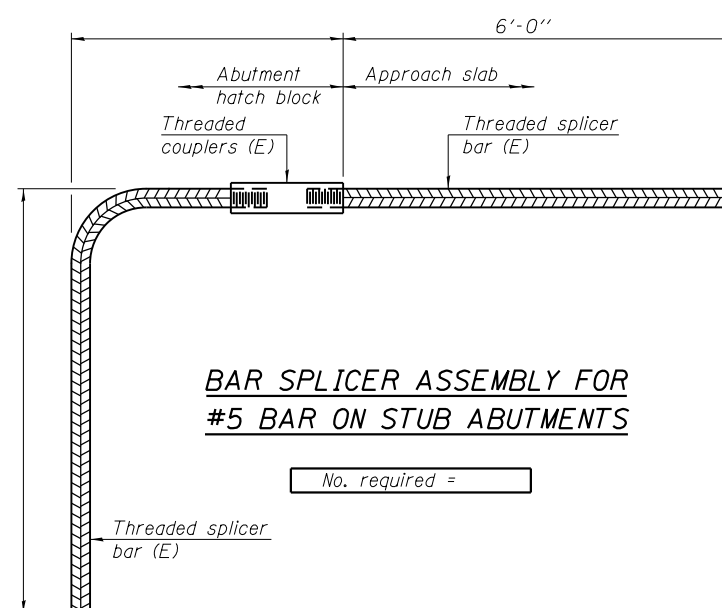 6'-0"
Abutment
hatch block
Approach slab
Threaded
couplers (E)
Threaded splicer
bar (E)
BAR SPLICER ASSEMBLY FOR
#5 BAR ON STUB ABUTMENTS
No. required =
Threaded splicer
bar (E)